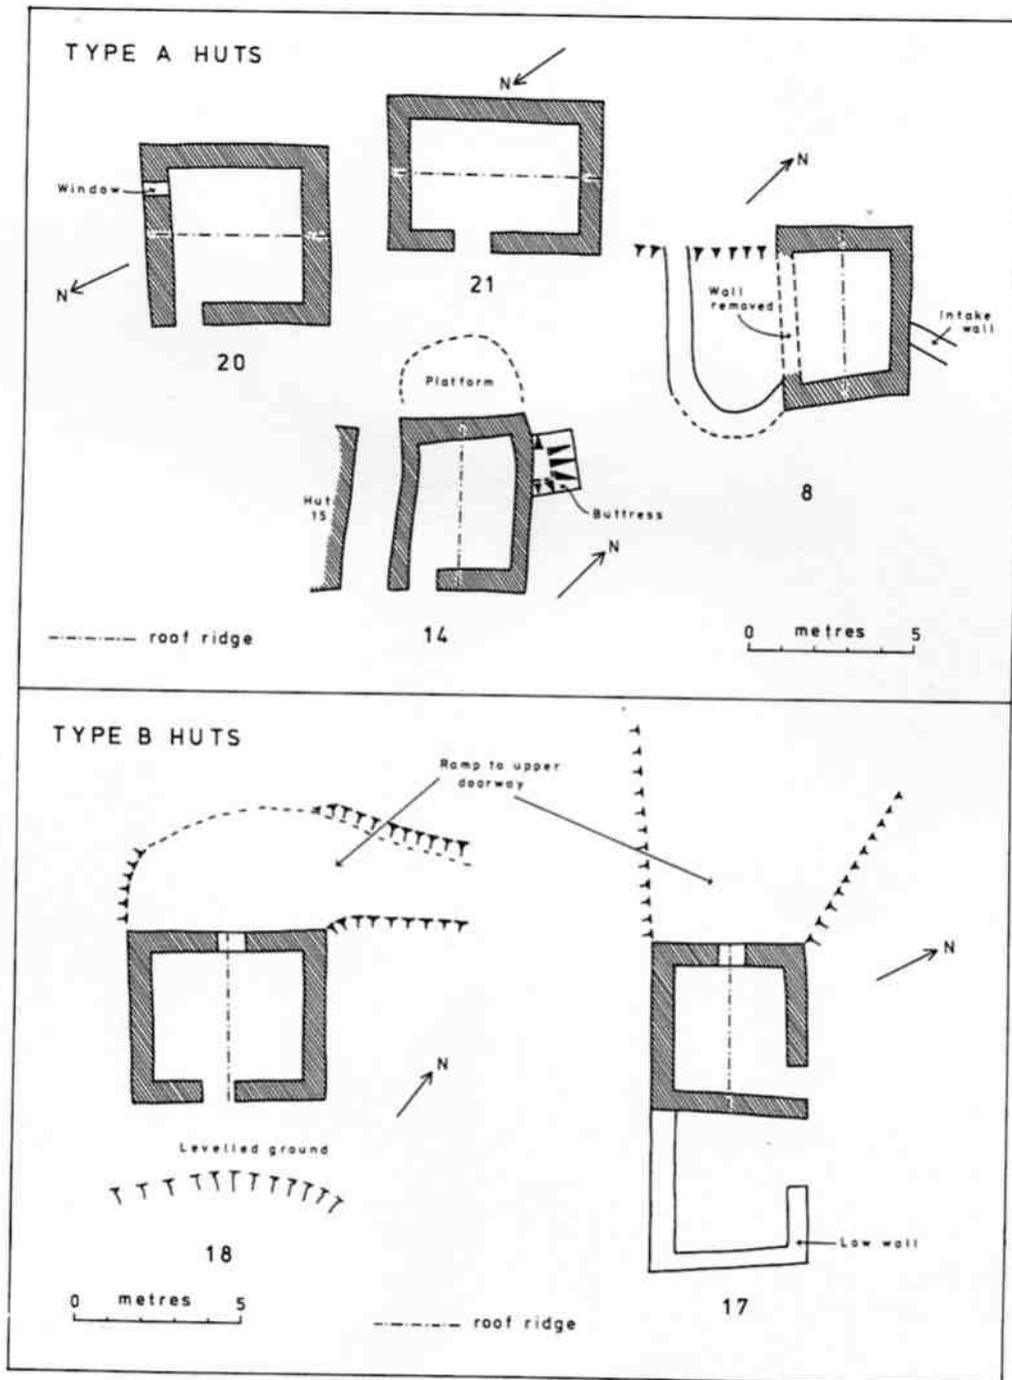 TYPE A HUTS
N
N
Window
N
21
Wall
removed
Intake
wall
20
Platform
8
Hut
15
Buttress
N
14
roof ridge
0 metres 5
TYPE B HUTS
Ramp to upper
doorway
N
N
Levelled ground
18
Low wall
17
0 metres 5
roof ridge